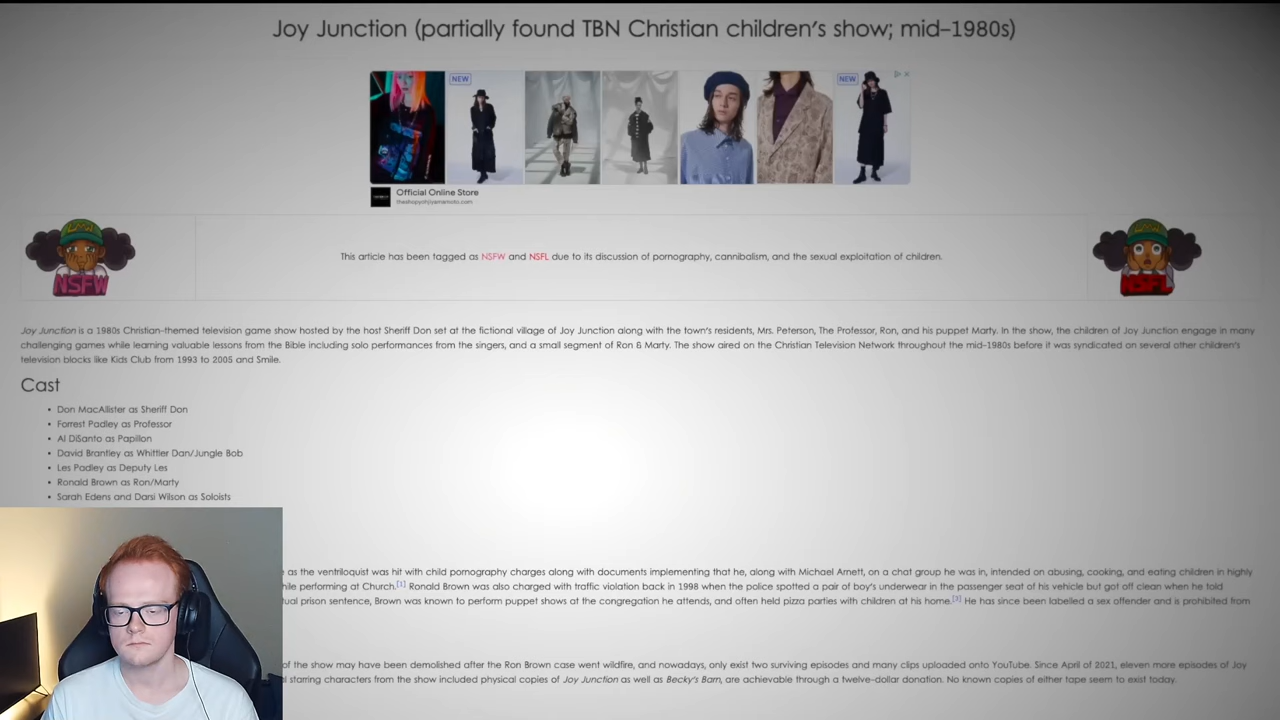 Joy Junction (partially found TBN Christian children's show; mid-1980s)
NEW
NEW
Official Online Store
theshopyohjiyamamoto.com
This article has been tagged as NSFW and NSFL due to its discussion of pornography, cannibalism, and the sexual exploitation of children.
NSFW
NSFL
Joy Junction is a 1980s Christian-themed television game show hosted by the host Sheriff Don set at the fictional village of Joy Junction along with the town's residents, Mrs. Peterson, The Professor, Ron, and his puppet Marty. In the show, the children of Joy Junction engage in many
challenging games while learning valuable lessons from the Bible including solo performances from the singers, and a small segment of Ron & Marty. The show aired on the Christian Television Network throughout the mid-1980s before it was syndicated on several other children's
television blocks like Kids Club from 1993 to 2005 and Smile.
Cast
• Don MacAllister as Sheriff Don
• Forrest Padley as Professor
• Al DiSanto as Papillon
• David Brantley as Whittler Dan/Jungle Bob
• Les Padley as Deputy Les
• Ronald Brown as Ron/Marty
• Sarah Edens and Darsi Wilson as Soloists
as the ventriloquist was hit with child pornography charges along with documents implementing that he, along with Michael Arnett, on a chat group he was in, intended on abusing, cooking, and eating children in highly
while performing at Church.[1] Ronald Brown was also charged with traffic violation back in 1998 when the police spotted a pair of boy's underwear in the passenger seat of his vehicle but got off clean when he told
prison sentence, Brown was known to perform puppet shows at the congregation he attends, and often held pizza parties with children at his home.[3] He has since been labelled a sex offender and is prohibited from
of the show may have been demolished after the Ron Brown case went wildfire, and nowadays, only exist two surviving episodes and many clips uploaded onto YouTube. Since April of 2021, eleven more episodes of Joy
starring characters from the show included physical copies of Joy Junction as well as Becky's Barn, are achievable through a twelve-dollar donation. No known copies of either tape seem to exist today.